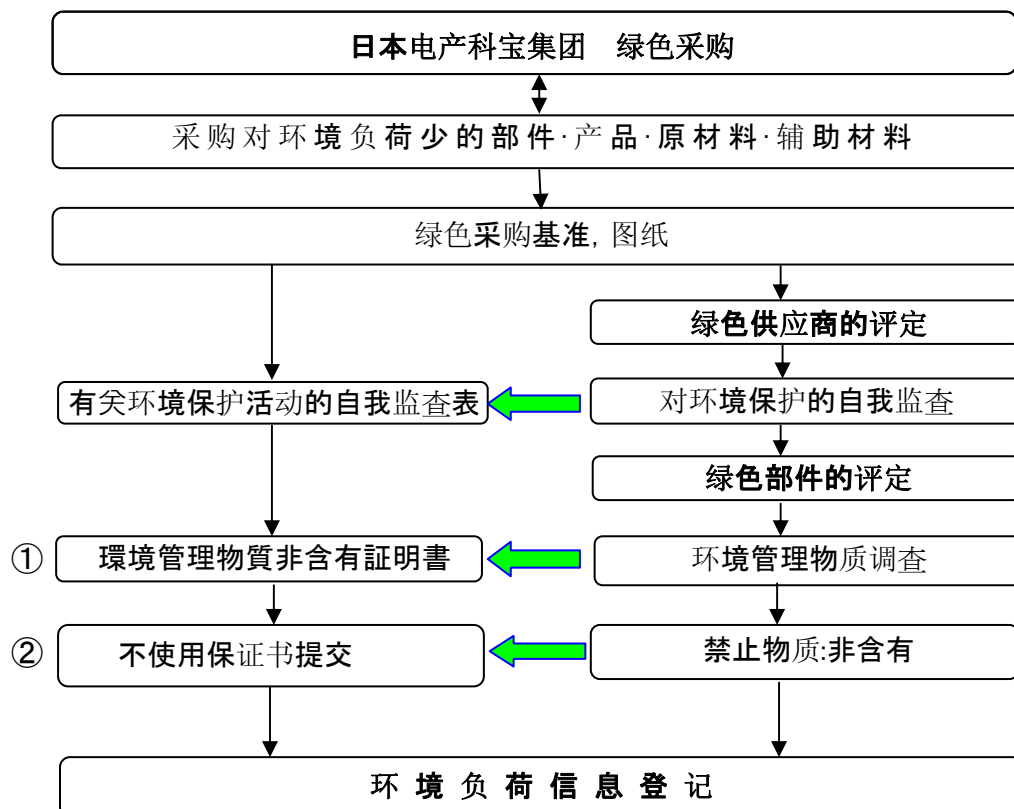 日本电产科宝集团　绿色采购
采购对环境负荷少的部件·产品·原材料·辅助材料
绿色采购基准, 图纸
绿色供应商的评定
有关环境保护活动的自我监查表
对环境保护的自我监查
绿色部件的评定
① 環境管理物質非含有証明書
环境管理物质调查
② 不使用保证书提交
禁止物质:非含有
环境负荷信息登记